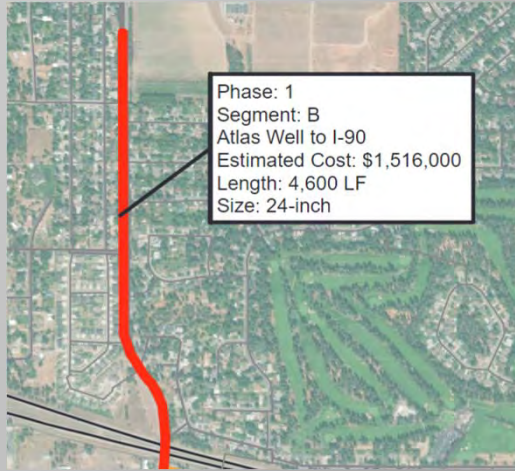 Phase: 1
Segment: B
Atlas Well to I-90
Estimated Cost: $1,516,000
Length: 4,600 LF
Size: 24-inch